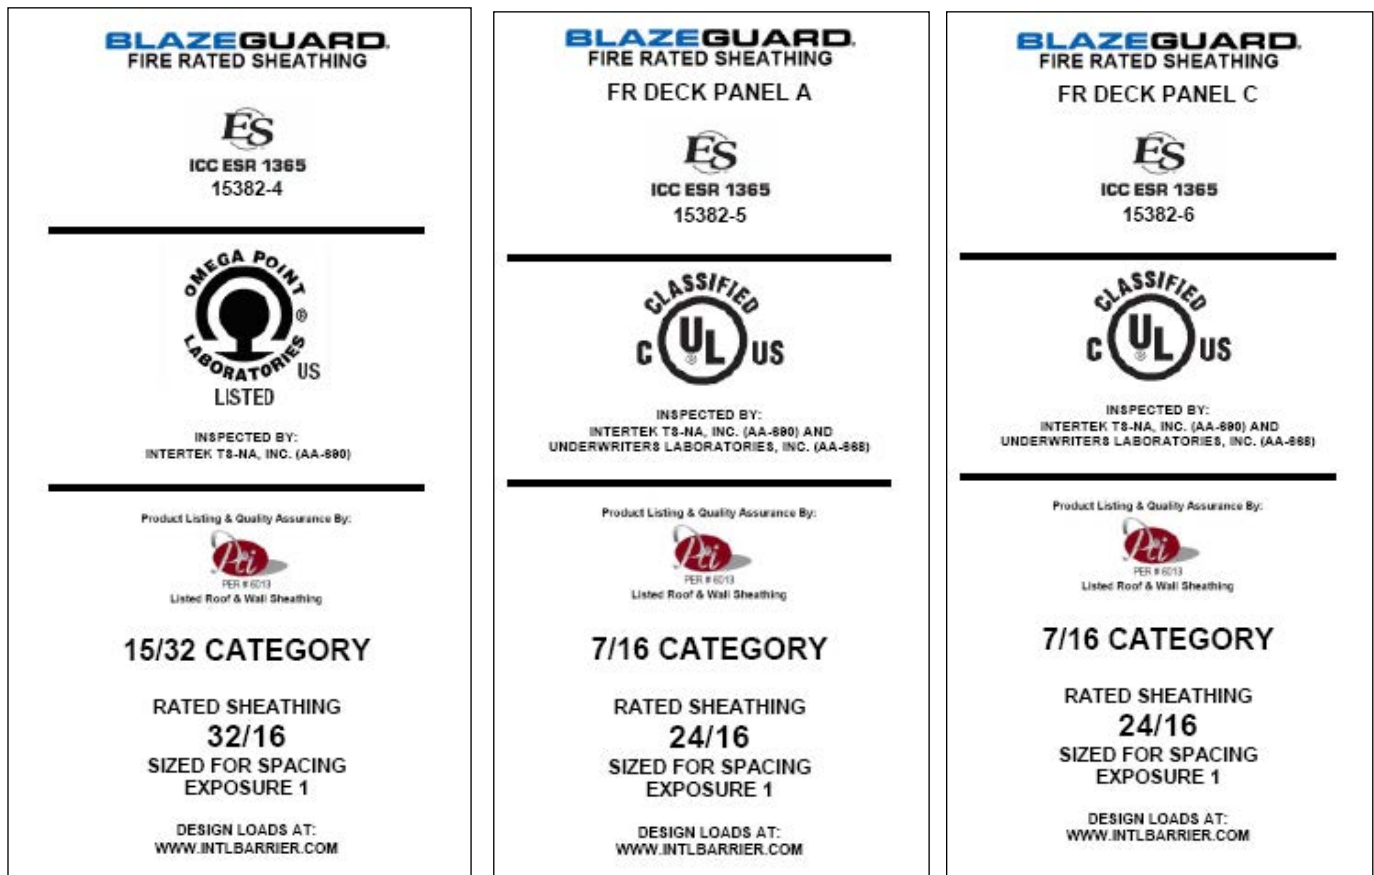 BLAZEGUARD.
FIRE RATED SHEATHING
ES
ICC ESR 1365
15382-4
OMEGA POINT
LABORATORIES
®
US
LISTED
INSPECTED BY:
INTERTEK TS-NA, INC. (AA-690)
Product Listing & Quality Assurance By:
Pti
PER # 6013
Listed Roof & Wall Sheathing
15/32 CATEGORY
RATED SHEATHING
32/16
SIZED FOR SPACING
EXPOSURE 1
DESIGN LOADS AT:
WWW.INTLBARRIER.COM
BLAZEGUARD.
FIRE RATED SHEATHING
FR DECK PANEL A
ES
ICC ESR 1365
15382-5
CLASSIFIED
C UL® US
INSPECTED BY:
INTERTEK TS-NA, INC. (AA-690) AND
UNDERWRITERS LABORATORIES, INC. (AA-668)
Product Listing & Quality Assurance By:
Pti
PER # 6013
Listed Roof & Wall Sheathing
7/16 CATEGORY
RATED SHEATHING
24/16
SIZED FOR SPACING
EXPOSURE 1
DESIGN LOADS AT:
WWW.INTLBARRIER.COM
BLAZEGUARD.
FIRE RATED SHEATHING
FR DECK PANEL C
ES
ICC ESR 1365
15382-6
CLASSIFIED
C UL® US
INSPECTED BY:
INTERTEK TS-NA, INC. (AA-690) AND
UNDERWRITERS LABORATORIES, INC. (AA-668)
Product Listing & Quality Assurance By:
Pti
PER # 6013
Listed Roof & Wall Sheathing
7/16 CATEGORY
RATED SHEATHING
24/16
SIZED FOR SPACING
EXPOSURE 1
DESIGN LOADS AT:
WWW.INTLBARRIER.COM